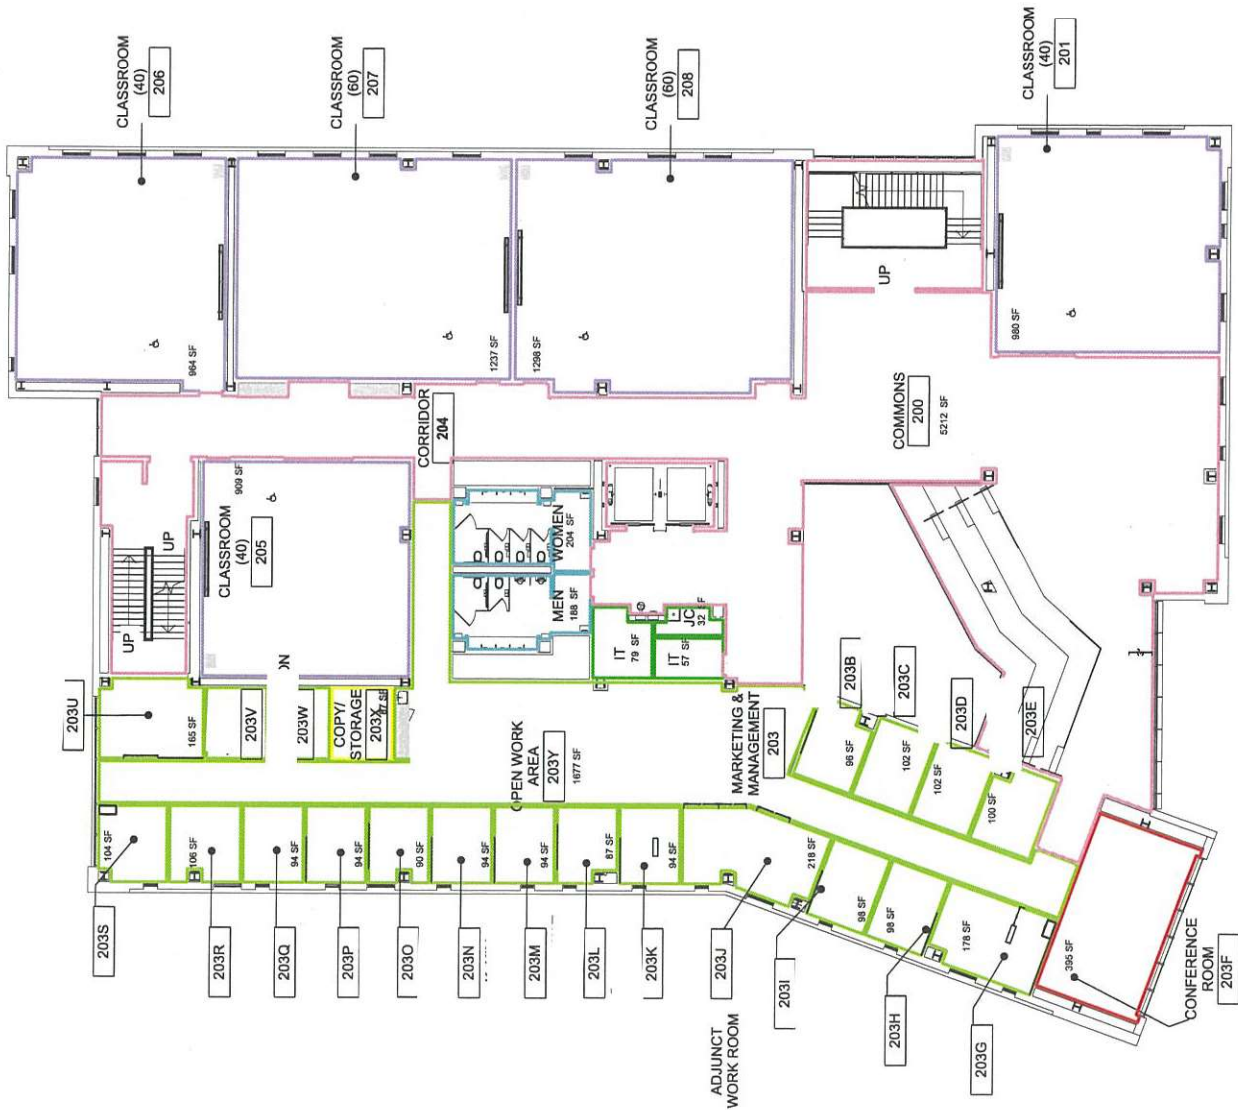 CLASSROOM
(40)
206
CLASSROOM
(60)
207
CLASSROOM
(60)
208
CLASSROOM
(40)
201
964 SF
1237 SF
1298 SF
980 SF
UP
CORRIDOR
204
COMMONS
200
5212 SF
909 SF
CLASSROOM
(40)
205
UP
UP
WOMEN
204 SF
MEN
188 SF
IT
79 SF
IT
57 SF
JC
32 SF
203U
165 SF
203V
203W
COPY/
STORAGE
203X
OPEN WORK
AREA
203Y
1677 SF
MARKETING &
MANAGEMENT
203
203B
203C
203D
203E
96 SF
102 SF
102 SF
100 SF
104 SF
106 SF
94 SF
94 SF
90 SF
94 SF
94 SF
87 SF
94 SF
218 SF
98 SF
98 SF
178 SF
395 SF
203S
203R
203Q
203P
203O
203N
203M
203L
203K
203J
203I
203H
203G
ADJUNCT
WORK ROOM
CONFERENCE
ROOM
203F